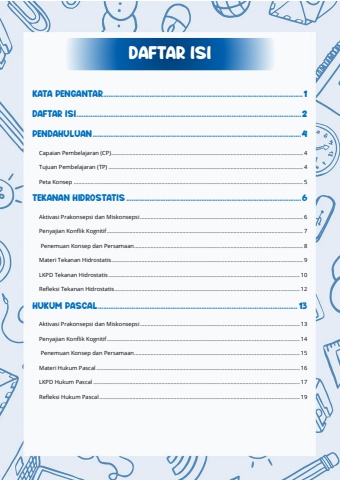 DAFTAR ISI
KATA PENGANTAR 1
DAFTAR ISI 2
PENDAHULUAN 4
Capaian Pembelajaran (CP) 4
Tujuan Pembelajaran (TP) 4
Peta Konsep 5
TEKANAN HIDROSTATIS 6
Aktivasi Prakonsepsi dan Miskonsepsi 6
Penyajian Konflik Kognitif 7
Penemuan Konsep dan Persamaan 8
Materi Tekanan Hidrostatis 9
LKPD Tekanan Hidrostatis 10
Refleksi Tekanan Hidrostatis 12
HUKUM PASCAL 13
Aktivasi Prakonsepsi dan Miskonsepsi 13
Penyajian Konflik Kognitif 14
Penemuan Konsep dan Persamaan 15
Materi Hukum Pascal 16
LKPD Hukum Pascal 17
Refleksi Hukum Pascal 19